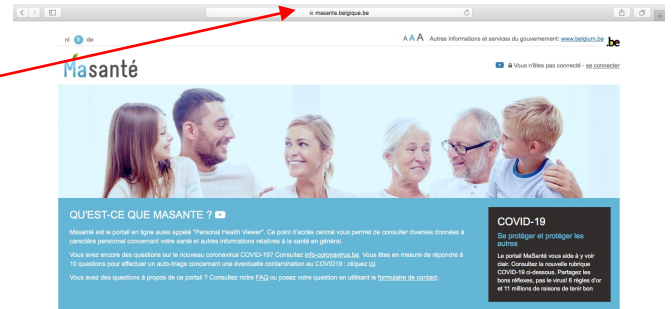 masante.belgique.be
nl fr de
A A A Autres informations et services du gouvernement: www.belgium.be .be
Masanté
Vous n'êtes pas connecté - se connecter
QU'EST-CE QUE MASANTE ?
Masanté est le portail en ligne aussi appelé "Personal Health Viewer". Ce point d'accès central vous permet de consulter diverses données à
caractère personnel concernant votre santé et autres informations relatives à la santé en général.
Vous avez encore des questions sur le nouveau coronavirus COVID-19? Consultez info-coronavirus.be. Vous êtes en mesure de répondre à
10 questions pour effectuer un auto-triage concernant une éventuelle contamination au COVID19 : cliquez ici.
Vous avez des questions à propos de ce portail ? Consultez notre FAQ ou posez votre question en utilisant le formulaire de contact.
COVID-19
Se protéger et protéger les
autres
Le portail MaSanté vous aide à y voir
clair. Consultez la nouvelle rubrique
COVID-19 ci-dessous. Partagez les
bons réflexes, pas le virus! 6 règles d'or
et 11 millions de raisons de tenir bon